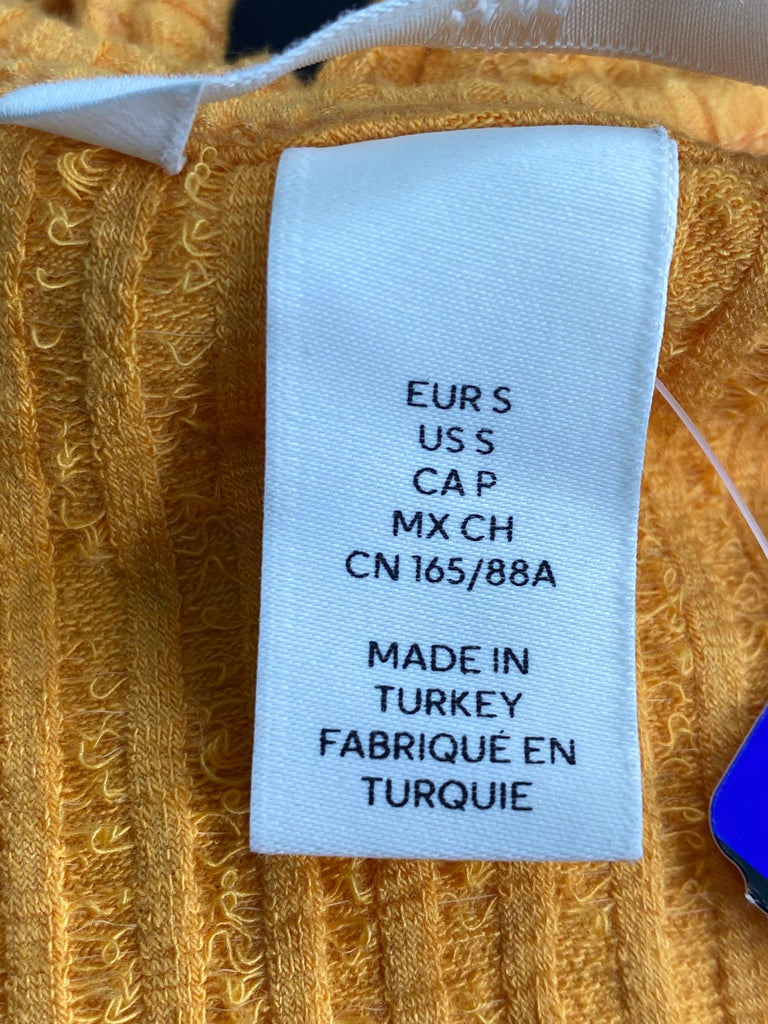 EUR S
US S
CA P
MX CH
CN 165/88A
MADE IN
TURKEY
FABRIQUÉ EN
TURQUIE